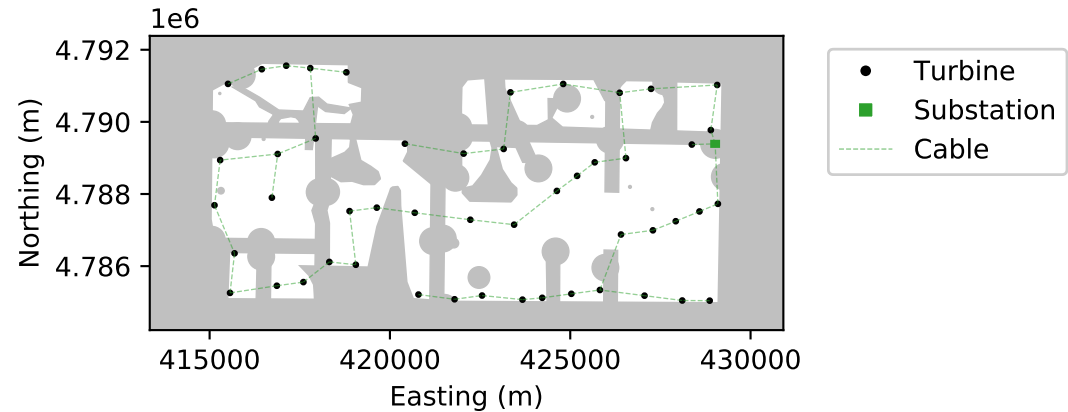 1e6
4.792
4.790
4.788
4.786
Northing (m)
415000 420000 425000 430000
Easting (m)
Turbine
Substation
Cable